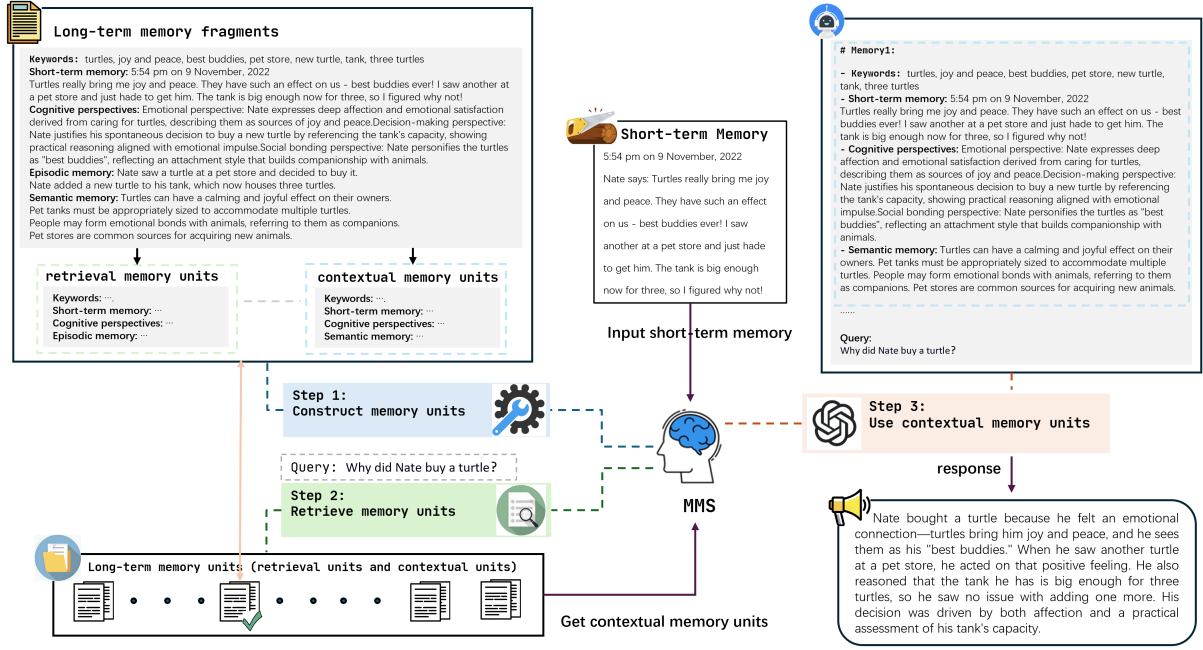 Long-term memory fragments
Keywords: turtles, joy and peace, best buddies, pet store, new turtle, tank, three turtles
Short-term memory: 5:54 pm on 9 November, 2022
Turtles really bring me joy and peace. They have such an effect on us - best buddies ever! I saw another at
a pet store and just hade to get him. The tank is big enough now for three, so I figured why not!
Cognitive perspectives: Emotional perspective: Nate expresses deep affection and emotional satisfaction
derived from caring for turtles, describing them as sources of joy and peace.Decision-making perspective:
Nate justifies his spontaneous decision to buy a new turtle by referencing the tank's capacity, showing
practical reasoning aligned with emotional impulse.Social bonding perspective: Nate personifies the turtles
as "best buddies", reflecting an attachment style that builds companionship with animals.
Episodic memory: Nate saw a turtle at a pet store and decided to buy it.
Nate added a new turtle to his tank, which now houses three turtles.
Semantic memory: Turtles can have a calming and joyful effect on their owners.
Pet tanks must be appropriately sized to accommodate multiple turtles.
People may form emotional bonds with animals, referring to them as companions.
Pet stores are common sources for acquiring new animals.
retrieval memory units
Keywords: ···.
Short-term memory: ···
Cognitive perspectives: ···
Episodic memory: ···
contextual memory units
Keywords: ···.
Short-term memory: ···
Cognitive perspectives: ···
Semantic memory: ···
Short-term Memory
5:54 pm on 9 November, 2022
Nate says: Turtles really bring me joy
and peace. They have such an effect
on us - best buddies ever! I saw
another at a pet store and just hade
to get him. The tank is big enough
now for three, so I figured why not!
Input short-term memory
# Memory1:
- Keywords: turtles, joy and peace, best buddies, pet store, new turtle,
tank, three turtles
- Short-term memory: 5:54 pm on 9 November, 2022
Turtles really bring me joy and peace. They have such an effect on us - best
buddies ever! I saw another at a pet store and just hade to get him. The
tank is big enough now for three, so I figured why not!
- Cognitive perspectives: Emotional perspective: Nate expresses deep
affection and emotional satisfaction derived from caring for turtles,
describing them as sources of joy and peace.Decision-making perspective:
Nate justifies his spontaneous decision to buy a new turtle by referencing
the tank's capacity, showing practical reasoning aligned with emotional
impulse.Social bonding perspective: Nate personifies the turtles as "best
buddies", reflecting an attachment style that builds companionship with
animals.
- Semantic memory: Turtles can have a calming and joyful effect on their
owners. Pet tanks must be appropriately sized to accommodate multiple
turtles. People may form emotional bonds with animals, referring to them
as companions. Pet stores are common sources for acquiring new animals.
······
Query:
Why did Nate buy a turtle?
Step 1:
Construct memory units
Query: Why did Nate buy a turtle?
Step 2:
Retrieve memory units
MMS
Step 3:
Use contextual memory units
response
Long-term memory units (retrieval units and contextual units)
Get contextual memory units
Nate bought a turtle because he felt an emotional
connection—turtles bring him joy and peace, and he sees
them as his "best buddies." When he saw another turtle
at a pet store, he acted on that positive feeling. He also
reasoned that the tank he has is big enough for three
turtles, so he saw no issue with adding one more. His
decision was driven by both affection and a practical
assessment of his tank's capacity.